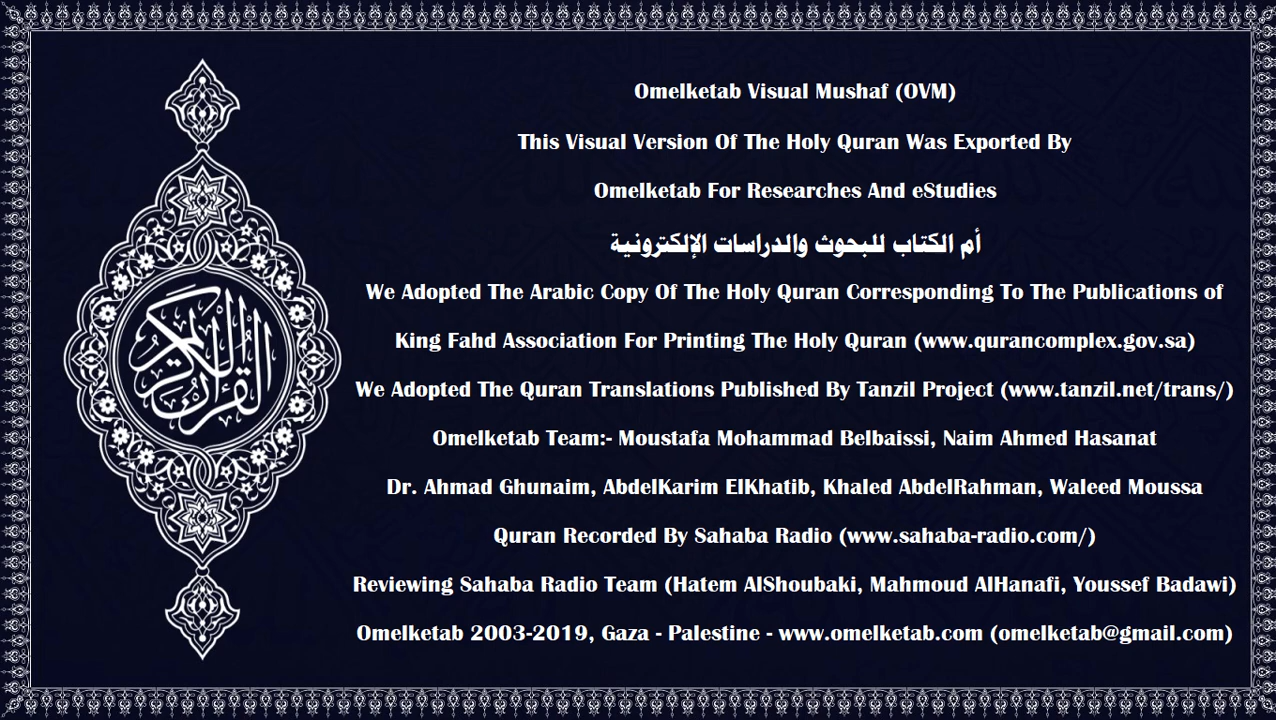 Omelketab Visual Mushaf (OVM)
This Visual Version Of The Holy Quran Was Exported By
Omelketab For Researches And eStudies
أم الكتاب للبحوث والدراسات الإلكترونية
We Adopted The Arabic Copy Of The Holy Quran Corresponding To The Publications of
King Fahd Association For Printing The Holy Quran (www.qurancomplex.gov.sa)
We Adopted The Quran Translations Published By Tanzil Project (www.tanzil.net/trans/)
Omelketab Team:- Moustafa Mohammad Belbaissi, Naim Ahmed Hasanat
Dr. Ahmad Ghunaim, AbdelKarim ElKhatib, Khaled AbdelRahman, Waleed Moussa
Quran Recorded By Sahaba Radio (www.sahaba-radio.com/)
Reviewing Sahaba Radio Team (Hatem AlShoubaki, Mahmoud AlHanafi, Youssef Badawi)
Omelketab 2003-2019, Gaza - Palestine - www.omelketab.com (omelketab@gmail.com)
القرآن الكريم